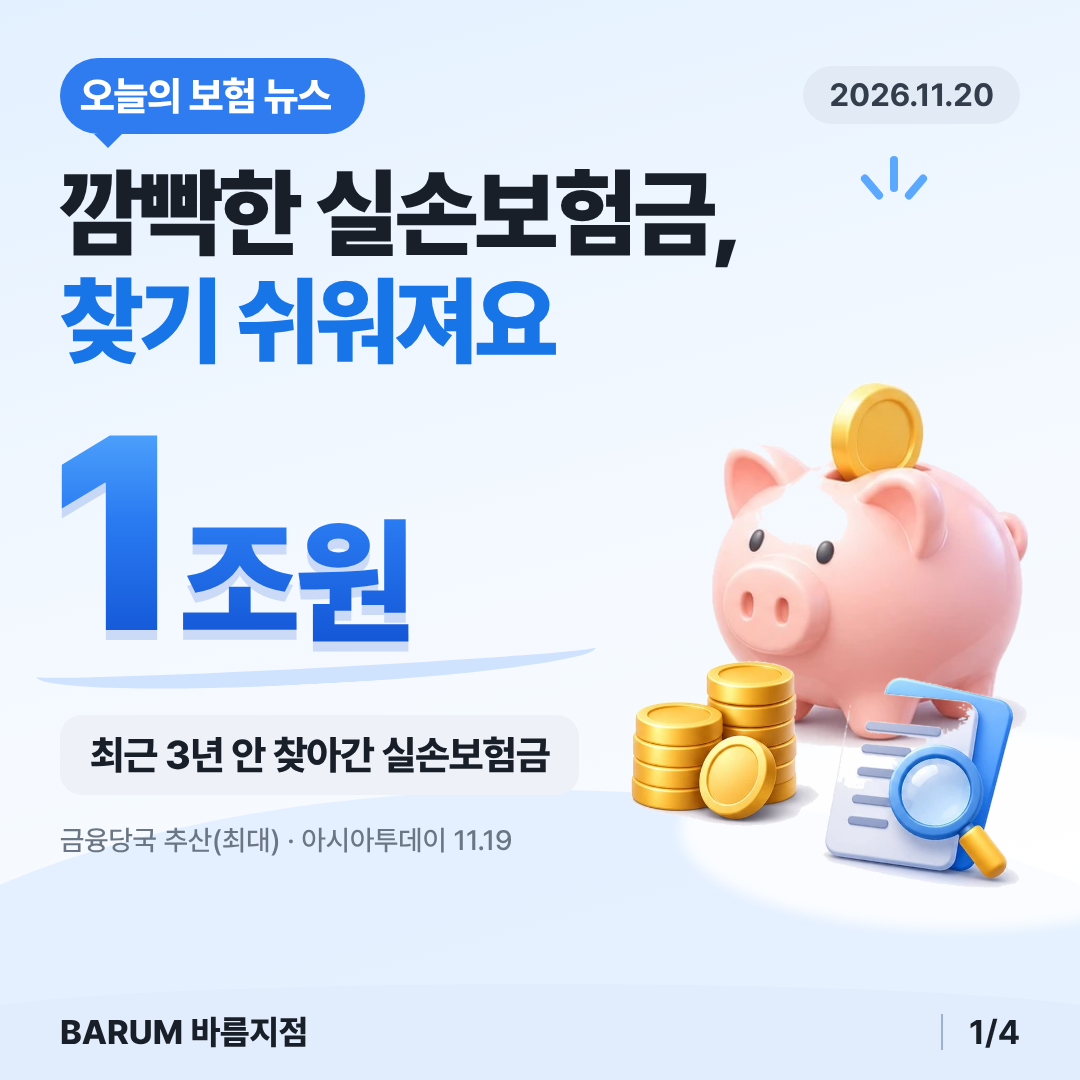 오늘의 보험 뉴스
2026.11.20
깜빡한 실손보험금,
찾기 쉬워져요
1조원
최근 3년 안 찾아간 실손보험금
금융당국 추산(최대) · 아시아투데이 11.19
BARUM 바름지점
1/4